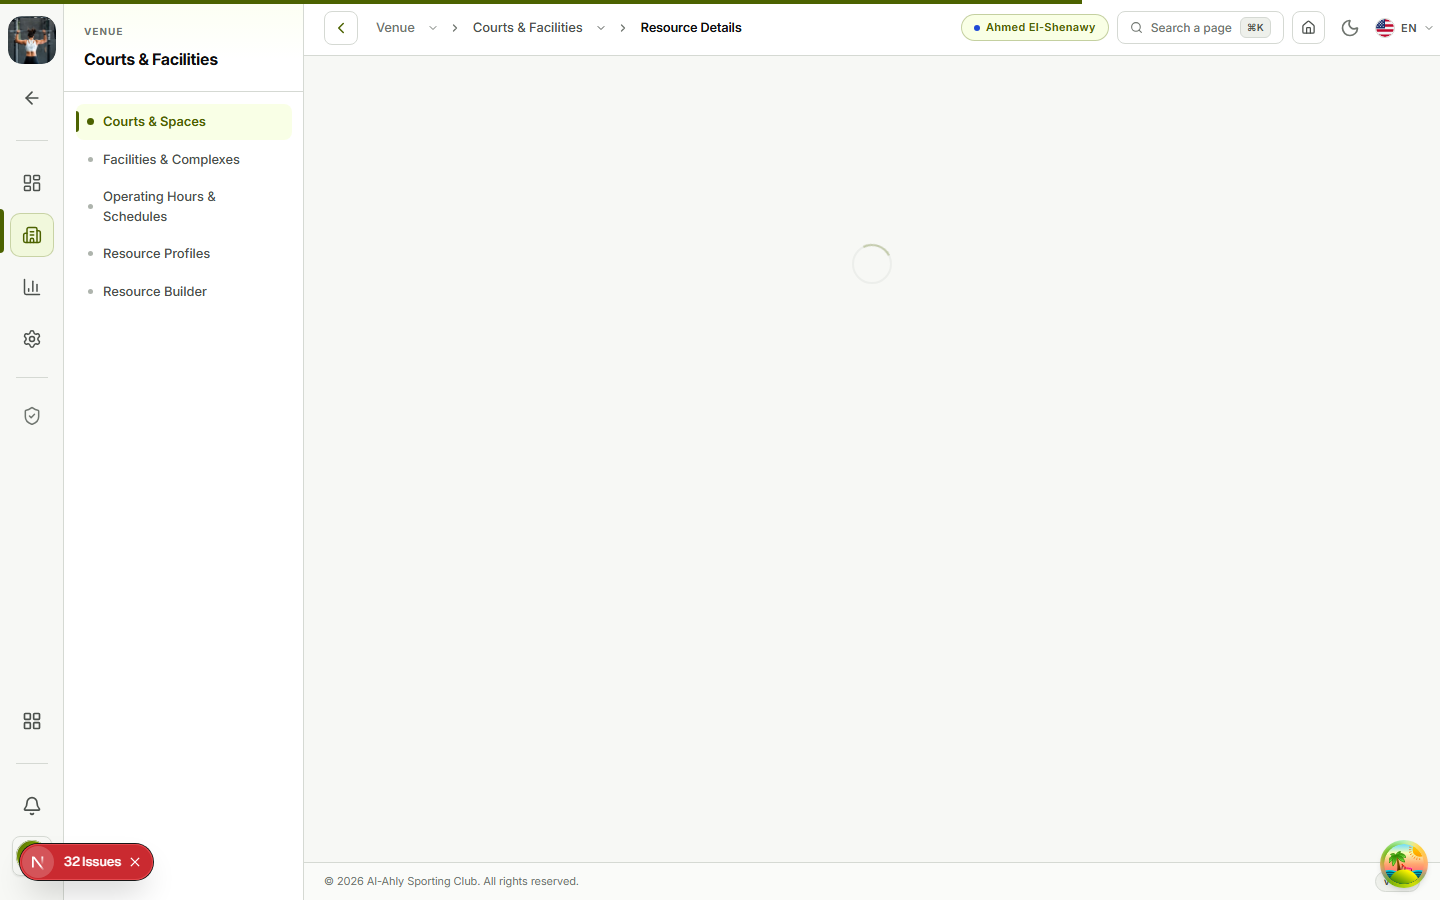 VENUE
Courts & Facilities
Courts & Spaces
Facilities & Complexes
Operating Hours &
Schedules
Resource Profiles
Resource Builder
Venue
Courts & Facilities
Resource Details
Ahmed El-Shenawy
Search a page
⌘K
EN
32 Issues
© 2026 Al-Ahly Sporting Club. All rights reserved.